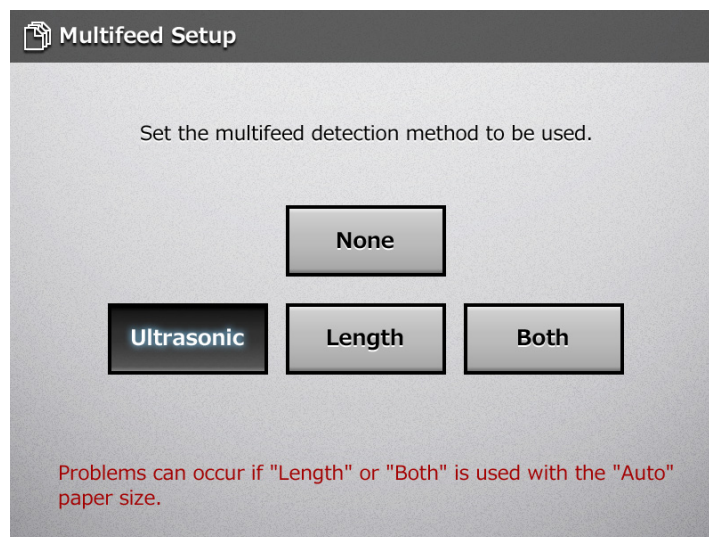 Multifeed Setup
Set the multifeed detection method to be used.
None
Ultrasonic
Length
Both
Problems can occur if "Length" or "Both" is used with the "Auto"
paper size.